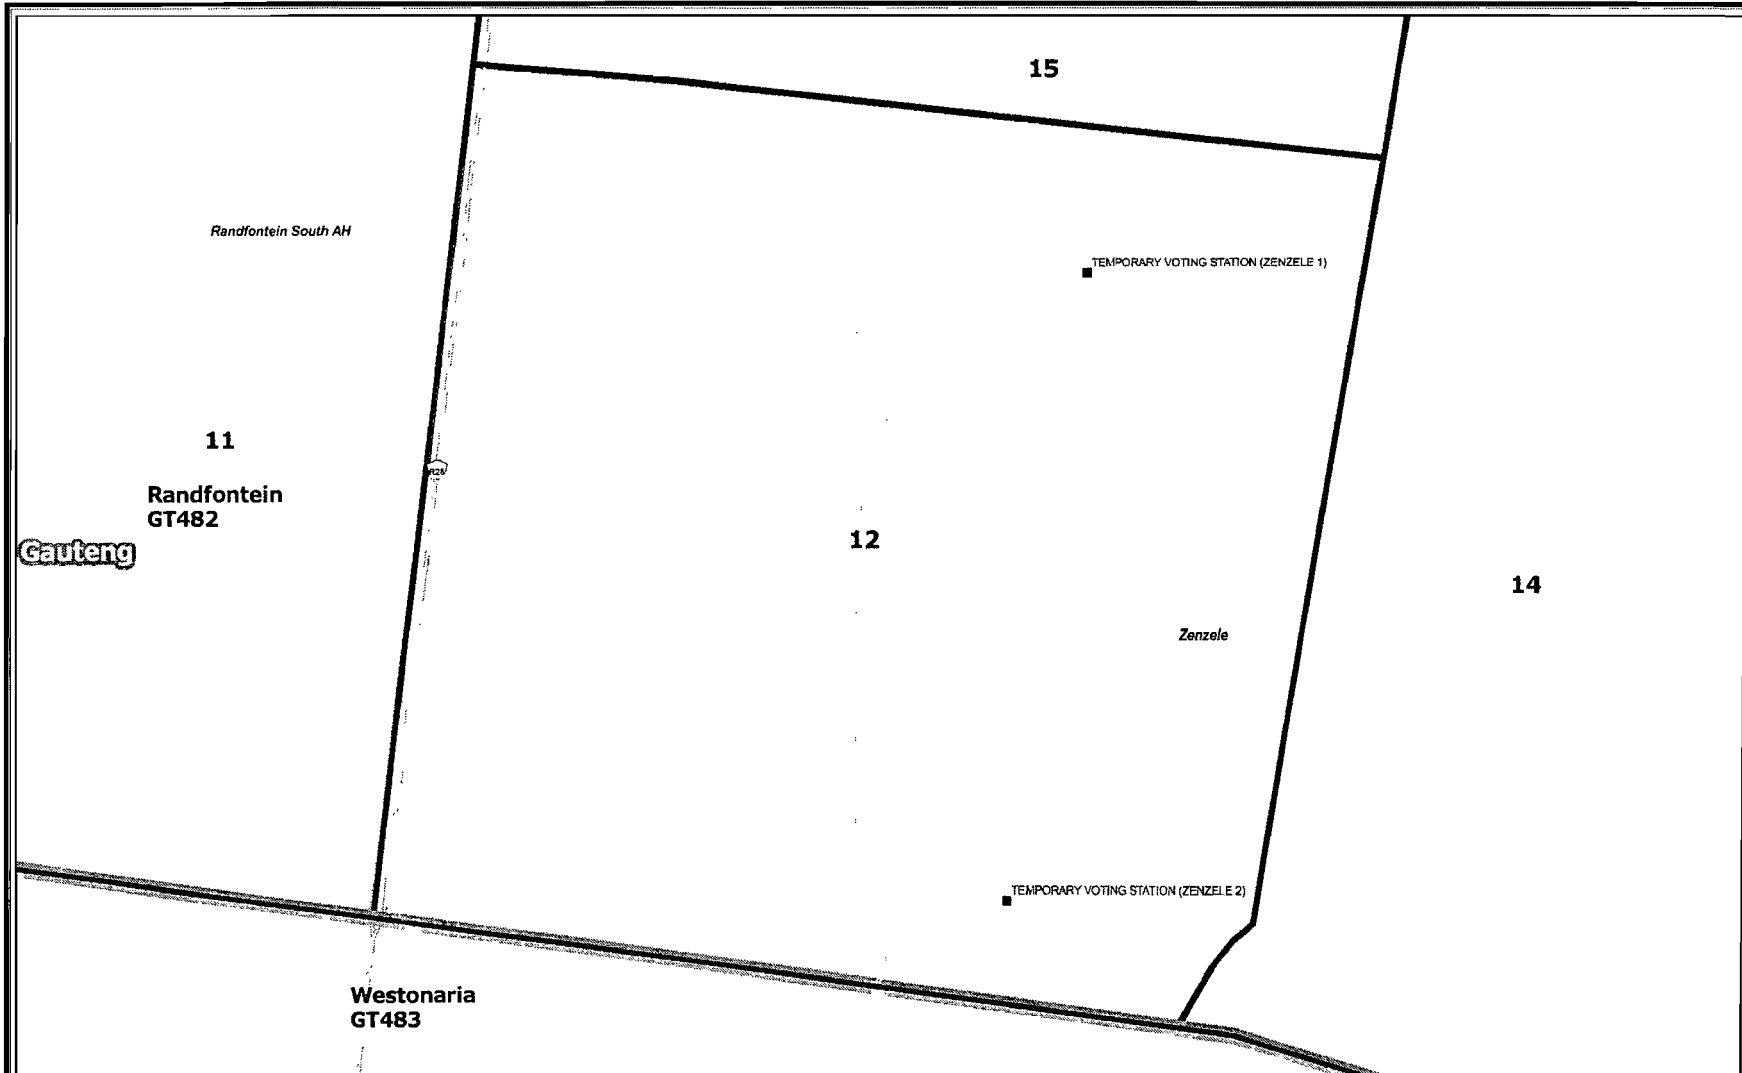 15
Randfontein South AH
TEMPORARY VOTING STATION (ZENZELE 1)
11
R28
Randfontein
GT482
Gauteng
12
14
Zenzele
TEMPORARY VOTING STATION (ZENZELE 2)
Westonaria
GT483